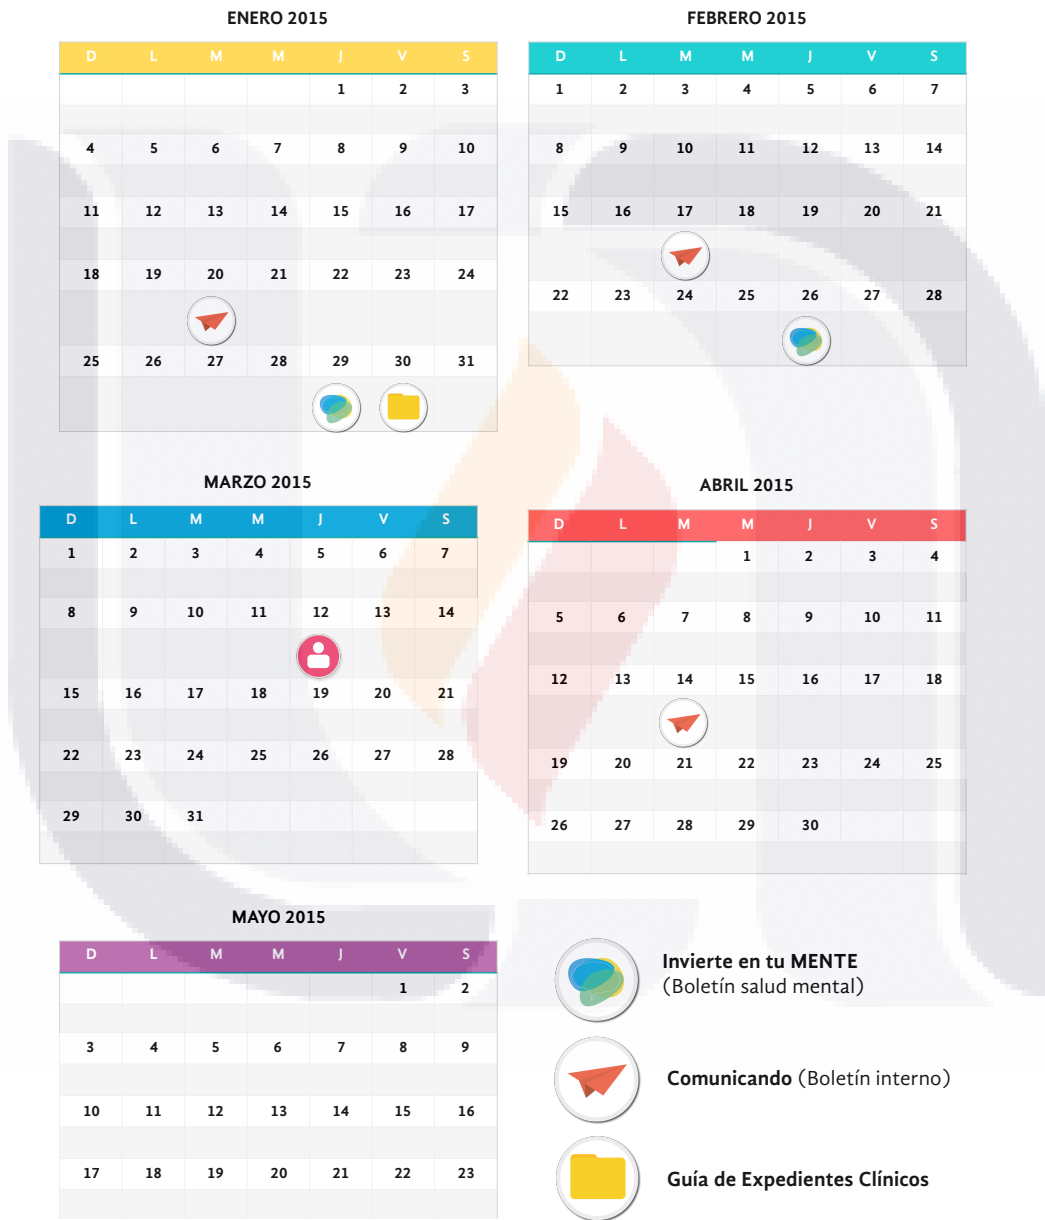 ENERO 2015
D L M M J V S
1 2 3
4 5 6 7 8 9 10
11 12 13 14 15 16 17
18 19 20 21 22 23 24
25 26 27 28 29 30 31
FEBRERO 2015
D L M M J V S
1 2 3 4 5 6 7
8 9 10 11 12 13 14
15 16 17 18 19 20 21
22 23 24 25 26 27 28
MARZO 2015
D L M M J V S
1 2 3 4 5 6 7
8 9 10 11 12 13 14
15 16 17 18 19 20 21
22 23 24 25 26 27 28
29 30 31
ABRIL 2015
D L M M J V S
1 2 3 4
5 6 7 8 9 10 11
12 13 14 15 16 17 18
19 20 21 22 23 24 25
26 27 28 29 30
MAYO 2015
D L M M J V S
1 2
3 4 5 6 7 8 9
10 11 12 13 14 15 16
17 18 19 20 21 22 23
Invierte en tu MENTE
(Boletín salud mental)
Comunicando (Boletín interno)
Guía de Expedientes Clínicos